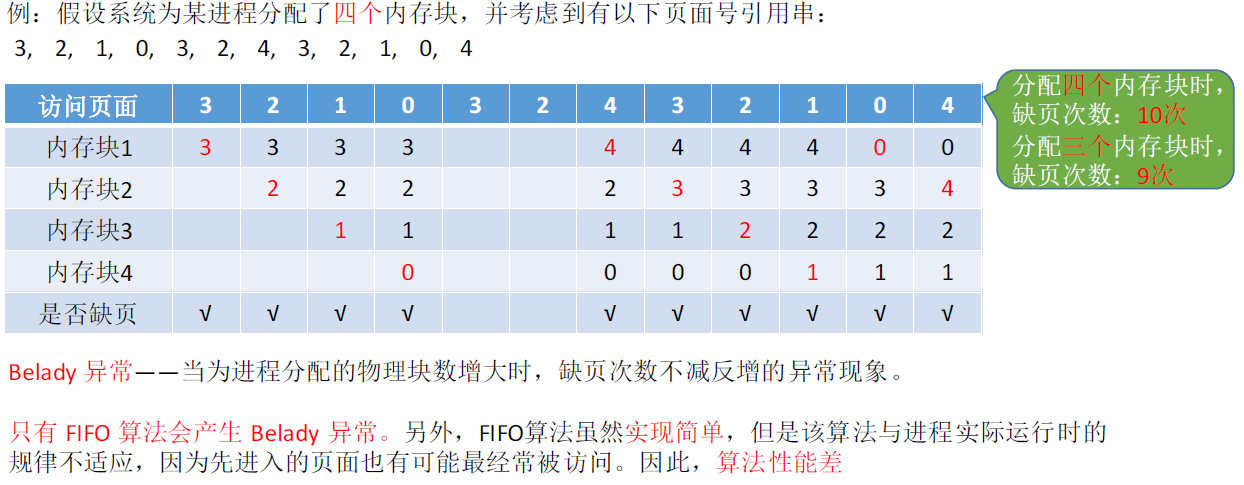 例：假设系统为某进程分配了四个内存块，并考虑到有以下页面号引用串：
3, 2, 1, 0, 3, 2, 4, 3, 2, 1, 0, 4
访问页面 3 2 1 0 3 2 4 3 2 1 0 4
内存块1 3 3 3 3 4 4 4 4 0 0
内存块2 2 2 2 2 3 3 3 3 4
内存块3 1 1 1 1 2 2 2 2
内存块4 0 0 0 0 1 1 1
是否缺页 √ √ √ √ √ √ √ √ √ √
分配四个内存块时，
缺页次数：10次
分配三个内存块时，
缺页次数：9次
Belady 异常——当为进程分配的物理块数增大时，缺页次数不减反增的异常现象。
只有 FIFO 算法会产生 Belady 异常。另外，FIFO算法虽然实现简单，但是该算法与进程实际运行时的
规律不适应，因为先进入的页面也有可能最经常被访问。因此，算法性能差